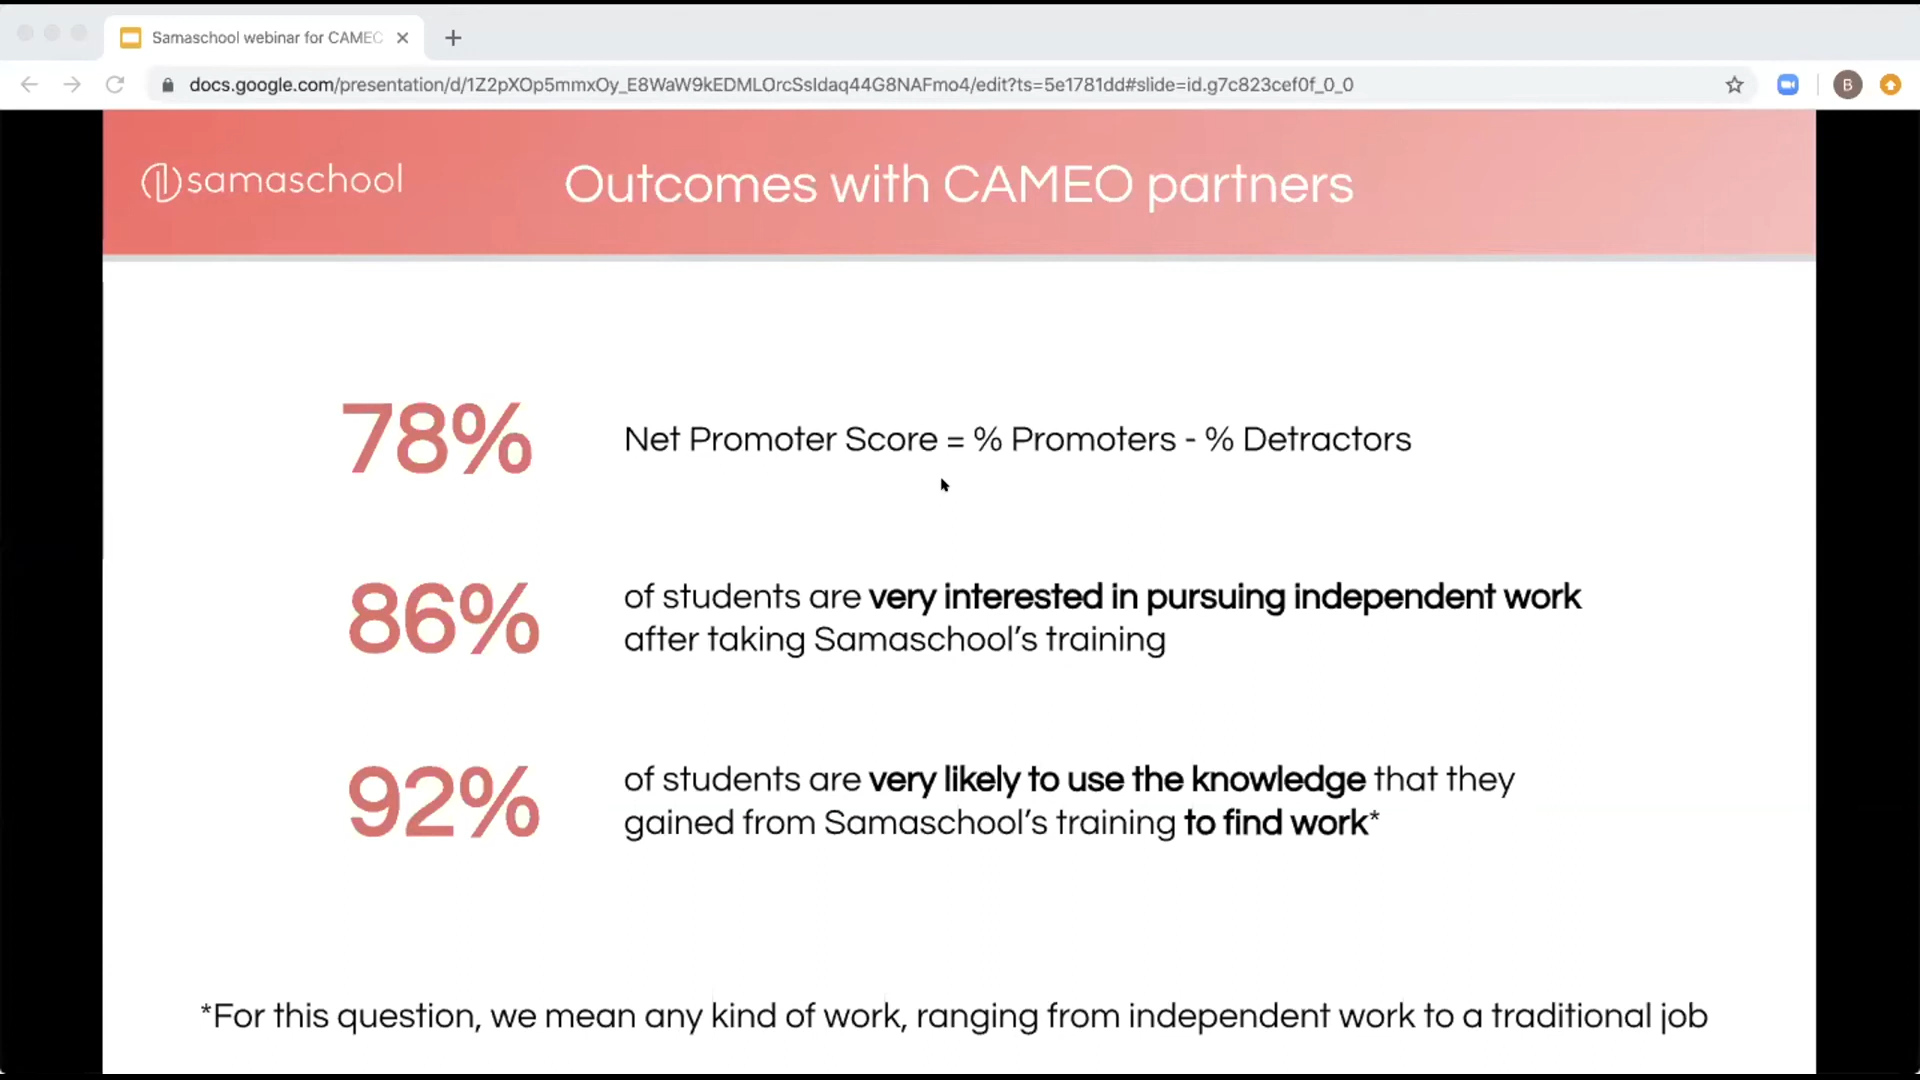 Samaschool webinar for CAMEC
docs.google.com/presentation/d/1Z2pXOp5mmxOy_E8WaW9kEDMLOrcSsIdaq44G8NAFmo4/edit?ts=5e1781dd#slide=id.g7c823cef0f_0_0
B
samaschool
Outcomes with CAMEO partners
78%
Net Promoter Score = % Promoters - % Detractors
86%
of students are very interested in pursuing independent work
after taking Samaschool's training
92%
of students are very likely to use the knowledge that they
gained from Samaschool's training to find work*
*For this question, we mean any kind of work, ranging from independent work to a traditional job